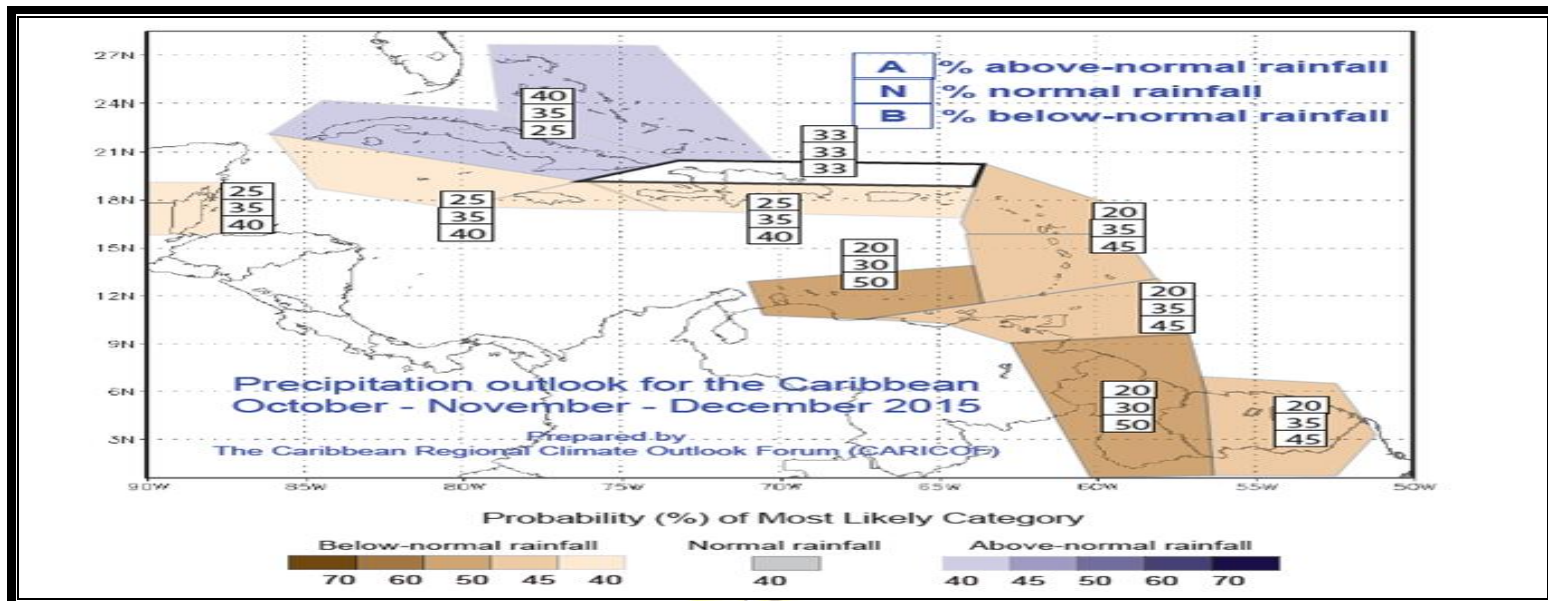 27N
A % above-normal rainfall
N % normal rainfall
B % below-normal rainfall
24N
40
35
25
21N
33
33
33
18N
25
35
40
25
35
40
25
35
40
20
35
45
15N
20
30
50
12N
20
35
45
9N
6N
Precipitation outlook for the Caribbean
October - November - December 2015
20
30
50
20
35
45
3N
Prepared by
The Caribbean Regional Climate Outlook Forum (CARICOF)
90W 85W 80W 75W 70W 65W 60W 55W 50W
Probability (%) of Most Likely Category
Below-normal rainfall Normal rainfall Above-normal rainfall
70 60 50 45 40 40 40 45 50 60 70